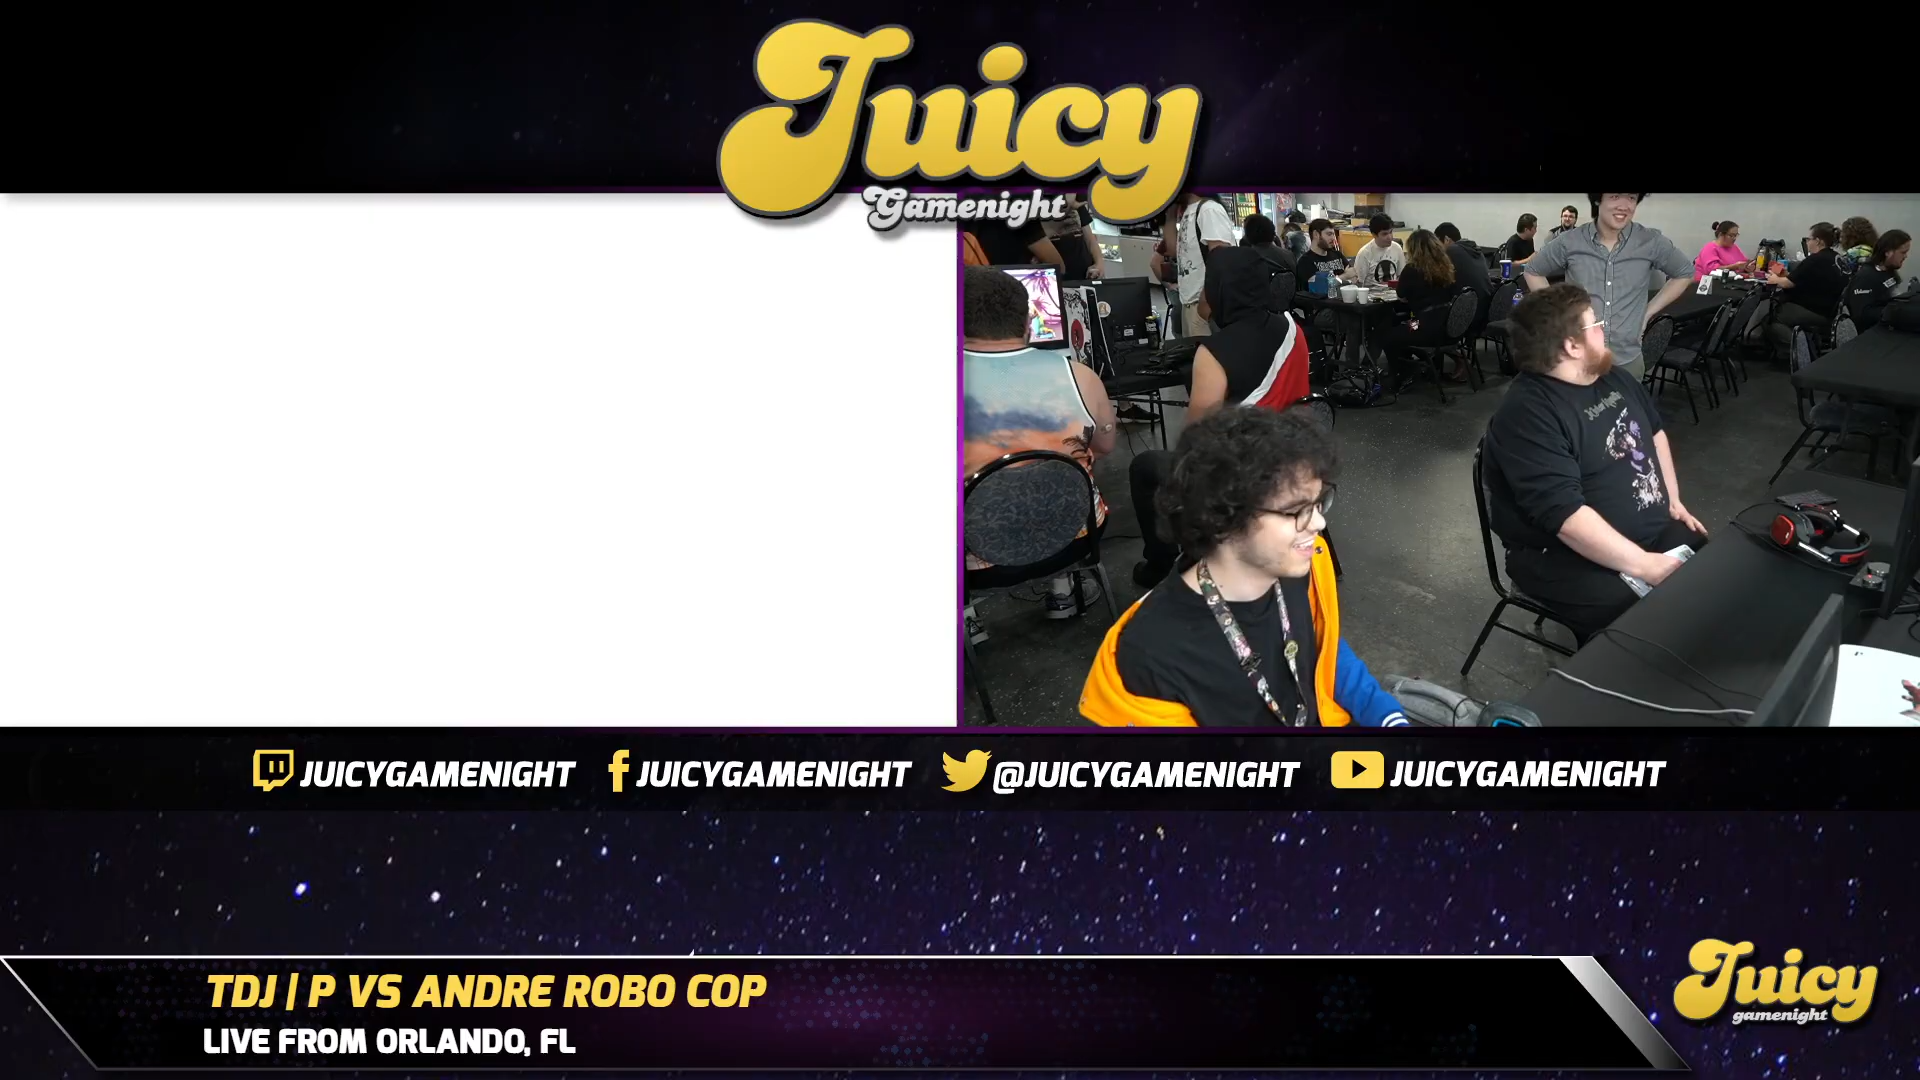 Juicy
Gamenight
JUICYGAMENIGHT
JUICYGAMENIGHT
@JUICYGAMENIGHT
JUICYGAMENIGHT
TDJ | P VS ANDRE ROBO COP
LIVE FROM ORLANDO, FL
Juicy
gamenight